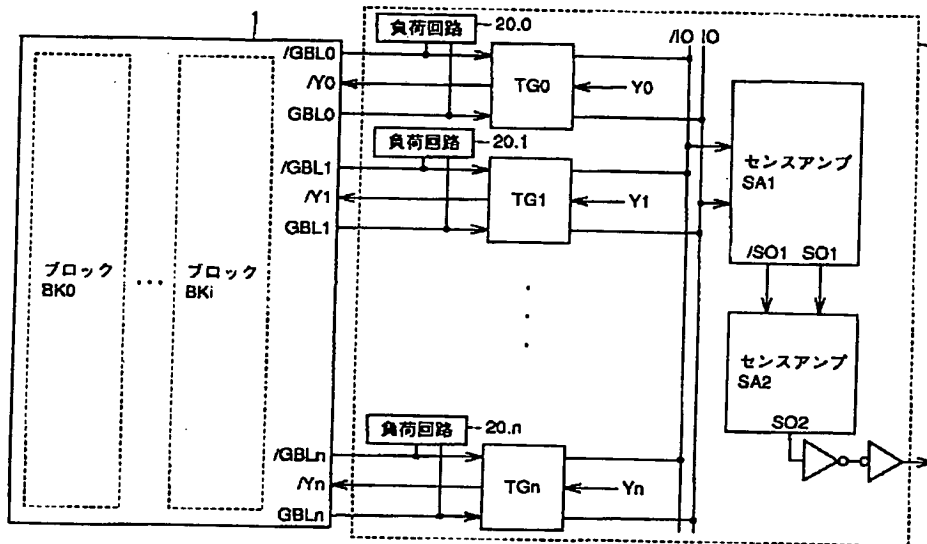 1
負荷回路
20.0
/IO IO
/GBL0
/Y0
GBL0
TG0
Y0
負荷回路
20.1
/GBL1
/Y1
GBL1
TG1
Y1
センスアンプ
SA1
/SO1 SO1
ブロック
BK0
...
ブロック
BKi
センスアンプ
SA2
SO2
負荷回路
20.n
/GBLn
/Yn
GBLn
TGn
Yn